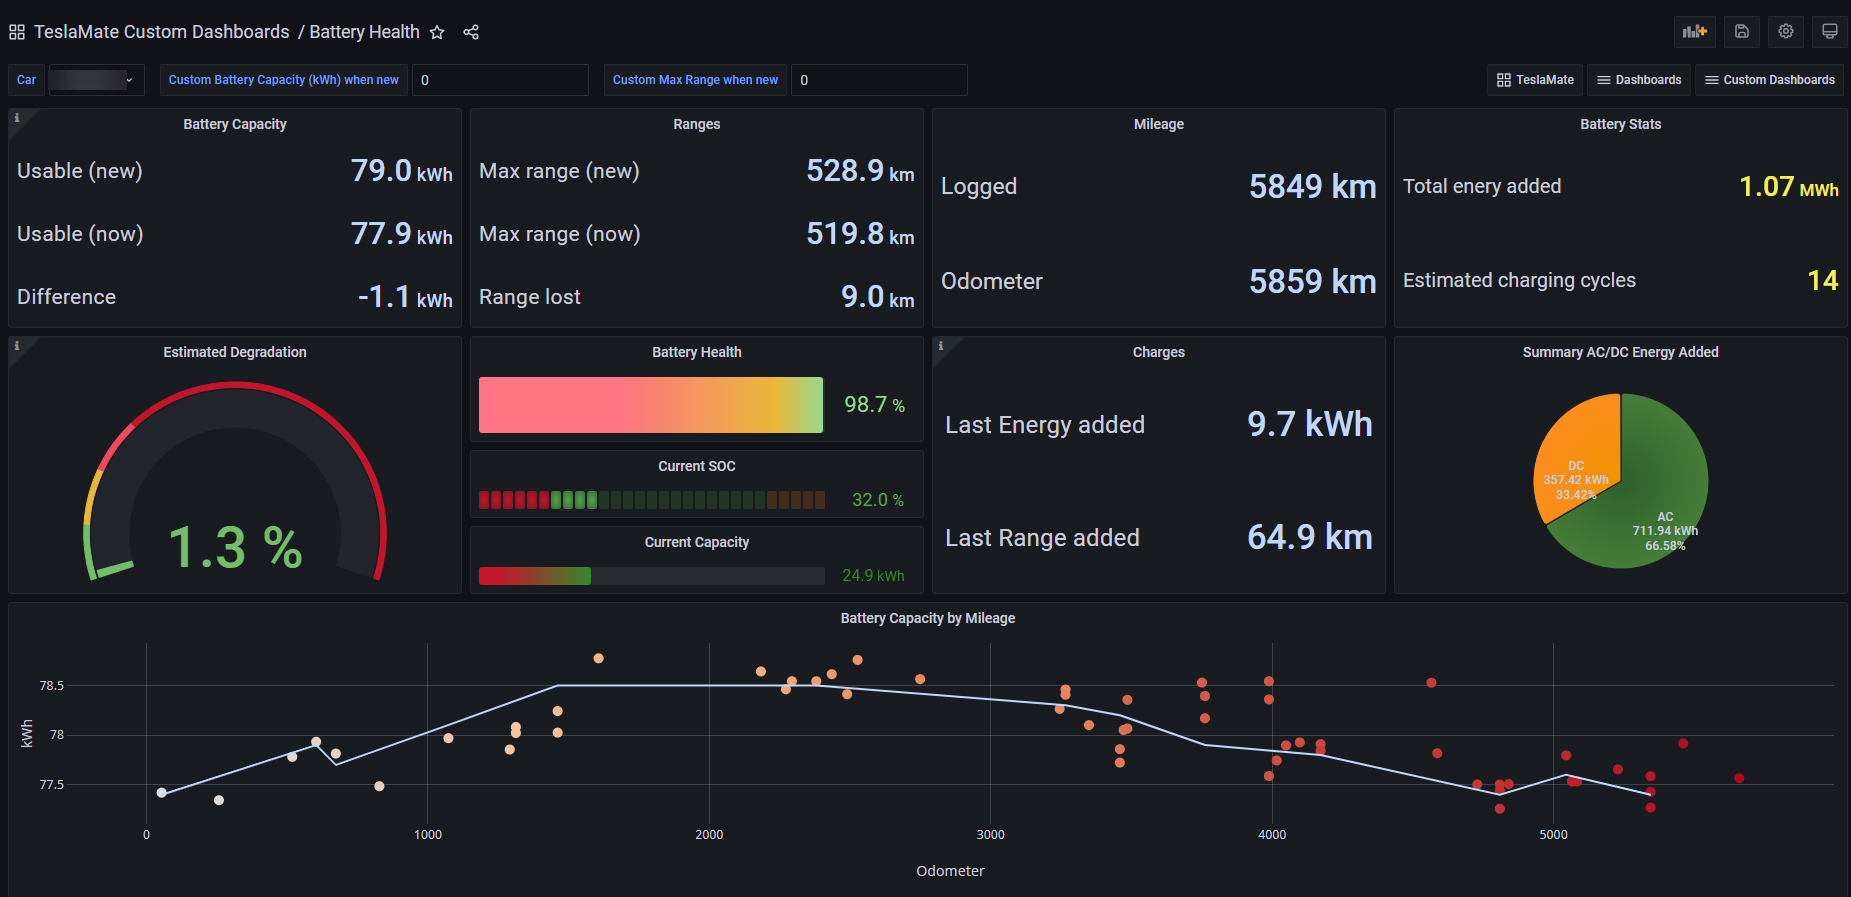 TeslaMate Custom Dashboards / Battery Health
Car
Custom Battery Capacity (kWh) when new 0
Custom Max Range when new 0
TeslaMate
Dashboards
Custom Dashboards
Battery Capacity
Usable (new) 79.0 kWh
Usable (now) 77.9 kWh
Difference -1.1 kWh
Ranges
Max range (new) 528.9 km
Max range (now) 519.8 km
Range lost 9.0 km
Mileage
Logged 5849 km
Odometer 5859 km
Battery Stats
Total enery added 1.07 MWh
Estimated charging cycles 14
Estimated Degradation
1.3 %
Battery Health
98.7 %
Current SOC
32.0 %
Current Capacity
24.9 kWh
Charges
Last Energy added 9.7 kWh
Last Range added 64.9 km
Summary AC/DC Energy Added
DC
357.42 kWh
33.42%
AC
711.94 kWh
66.58%
Battery Capacity by Mileage
kWh
78.5
78
77.5
0 1000 2000 3000 4000 5000
Odometer